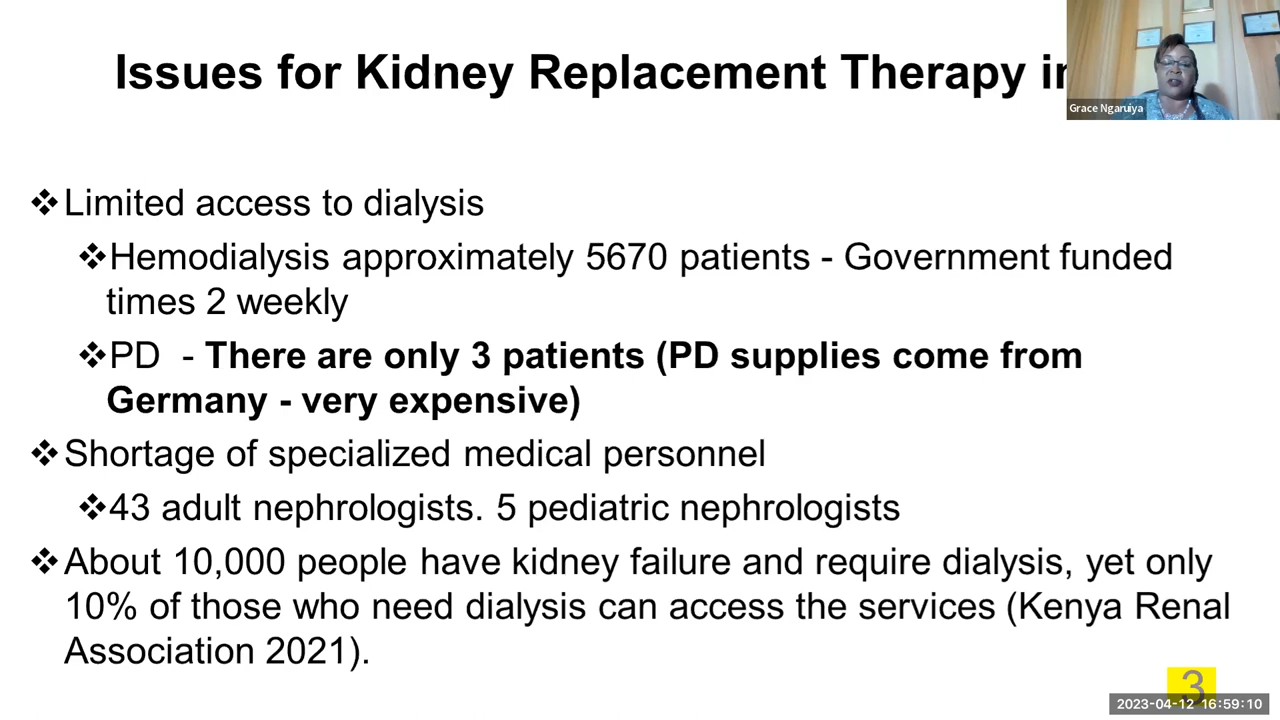 Issues for Kidney Replacement Therapy
Grace Ngaruiya
❖Limited access to dialysis
❖Hemodialysis approximately 5670 patients - Government funded
times 2 weekly
❖PD - There are only 3 patients (PD supplies come from
Germany - very expensive)
❖Shortage of specialized medical personnel
❖43 adult nephrologists. 5 pediatric nephrologists
❖About 10,000 people have kidney failure and require dialysis, yet only
10% of those who need dialysis can access the services (Kenya Renal
Association 2021).
3
2023-04-12 16:59:10